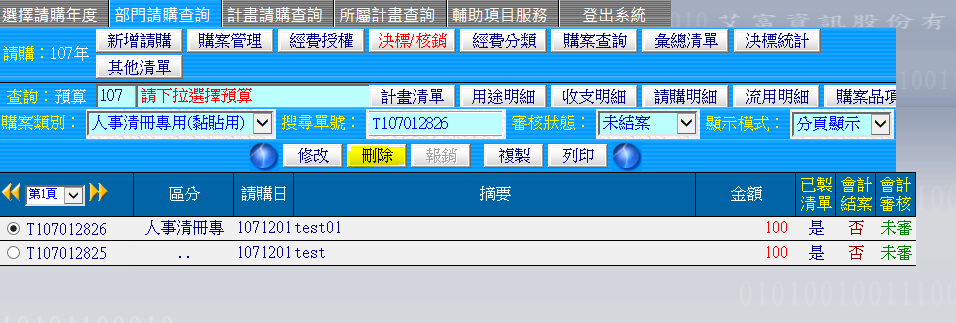 選擇請購年度 部門請購查詢 計畫請購查詢 所屬計畫查詢 輔助項目服務 登出系統
艾富資訊股份有
請購：107年 新增請購 購案管理 經費授權 決標/核銷 經費分類 購案查詢 彙總清單 決標統計
其他清單
查詢：預算 107 請下拉選擇預算 計畫清單 用途明細 收支明細 請購明細 流用明細 購案品項
購案類別： 人事清冊專用(黏貼用) 搜尋單號： T107012826 審核狀態： 未結案 顯示模式： 分頁顯示
修改 刪除 報銷 複製 列印
第1頁 區分 請購日 摘要 金額 已製清單 會計結案 會計審核
T107012826 人事清冊專 1071201 test01 100 是 否 未審
T107012825 .. 1071201 test 100 是 否 未審